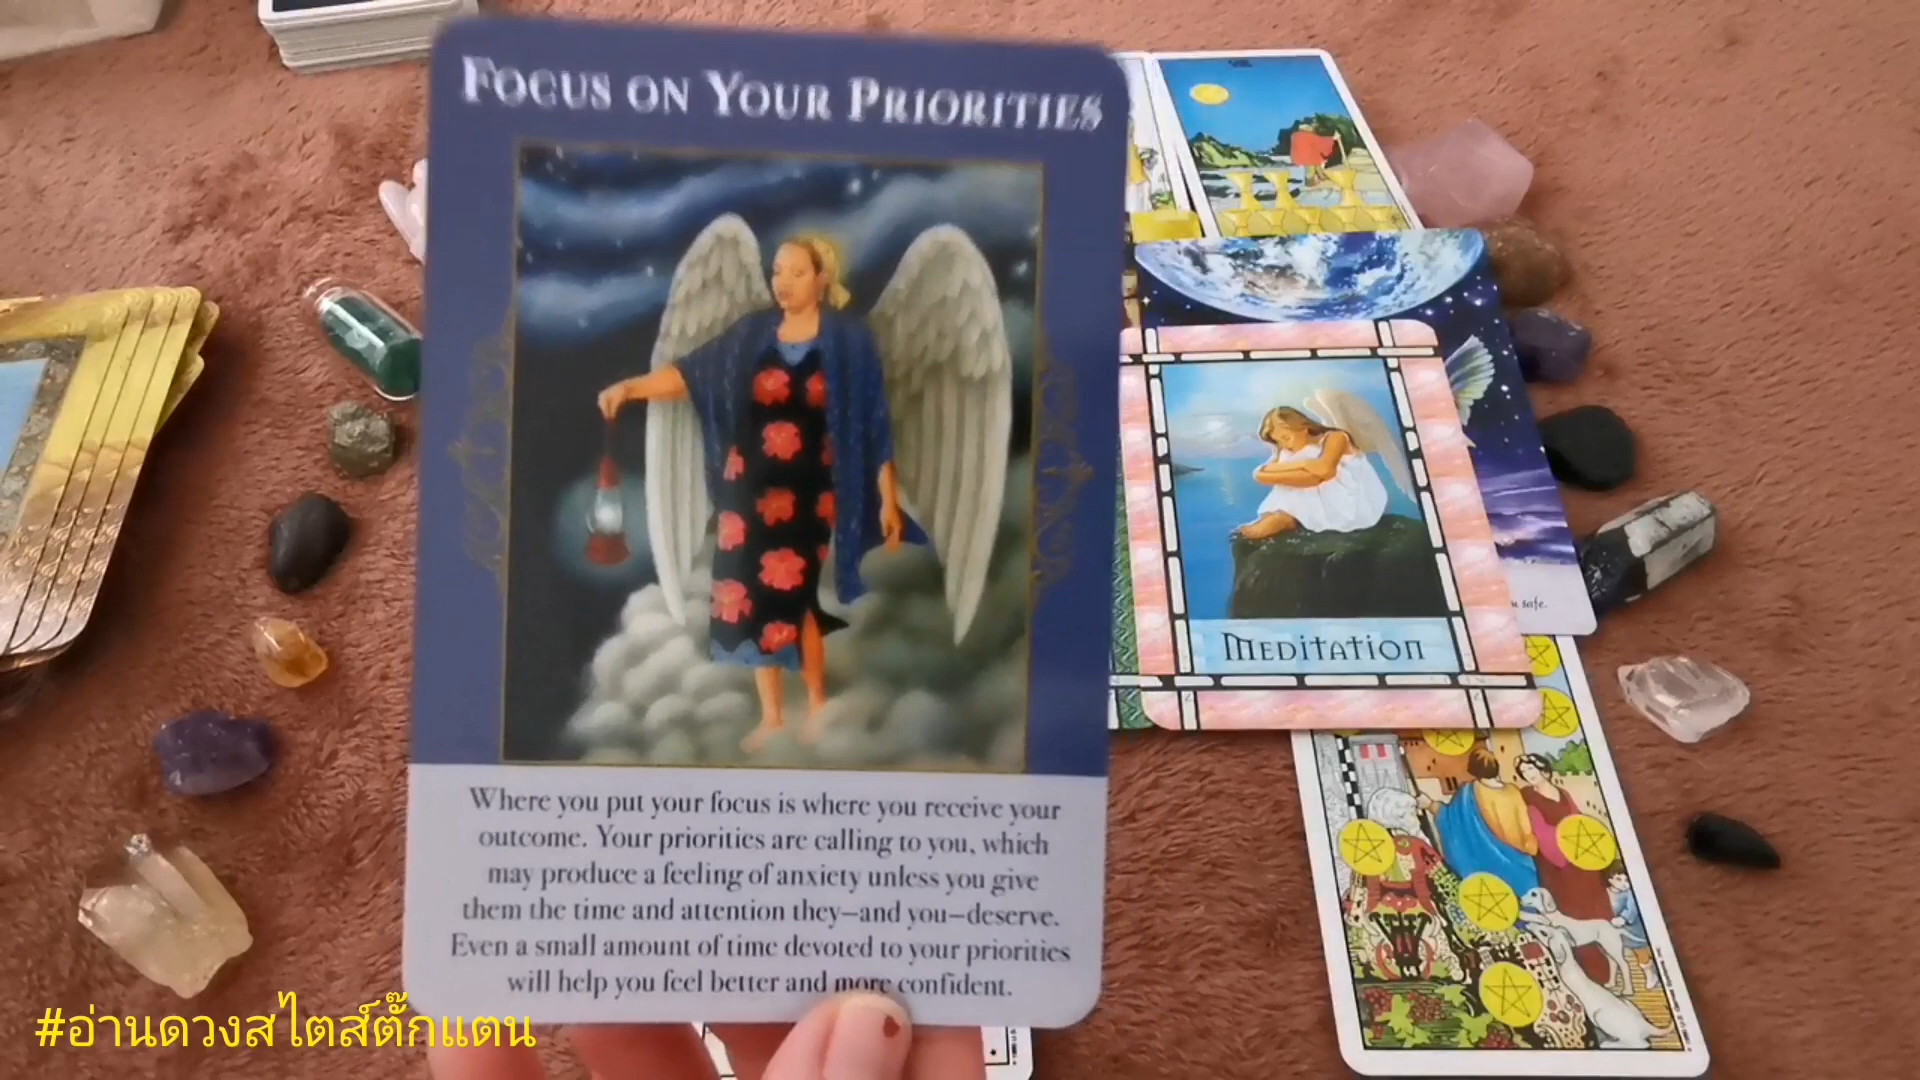 FOCUS ON YOUR PRIORITIES
Where you put your focus is where you receive your
outcome. Your priorities are calling to you, which
may produce a feeling of anxiety unless you give
them the time and attention they—and you—deserve.
Even a small amount of time devoted to your priorities
will help you feel better and more confident.
safe.
MEDITATION
#อ่านดวงสไตส์ตั๊กแตน